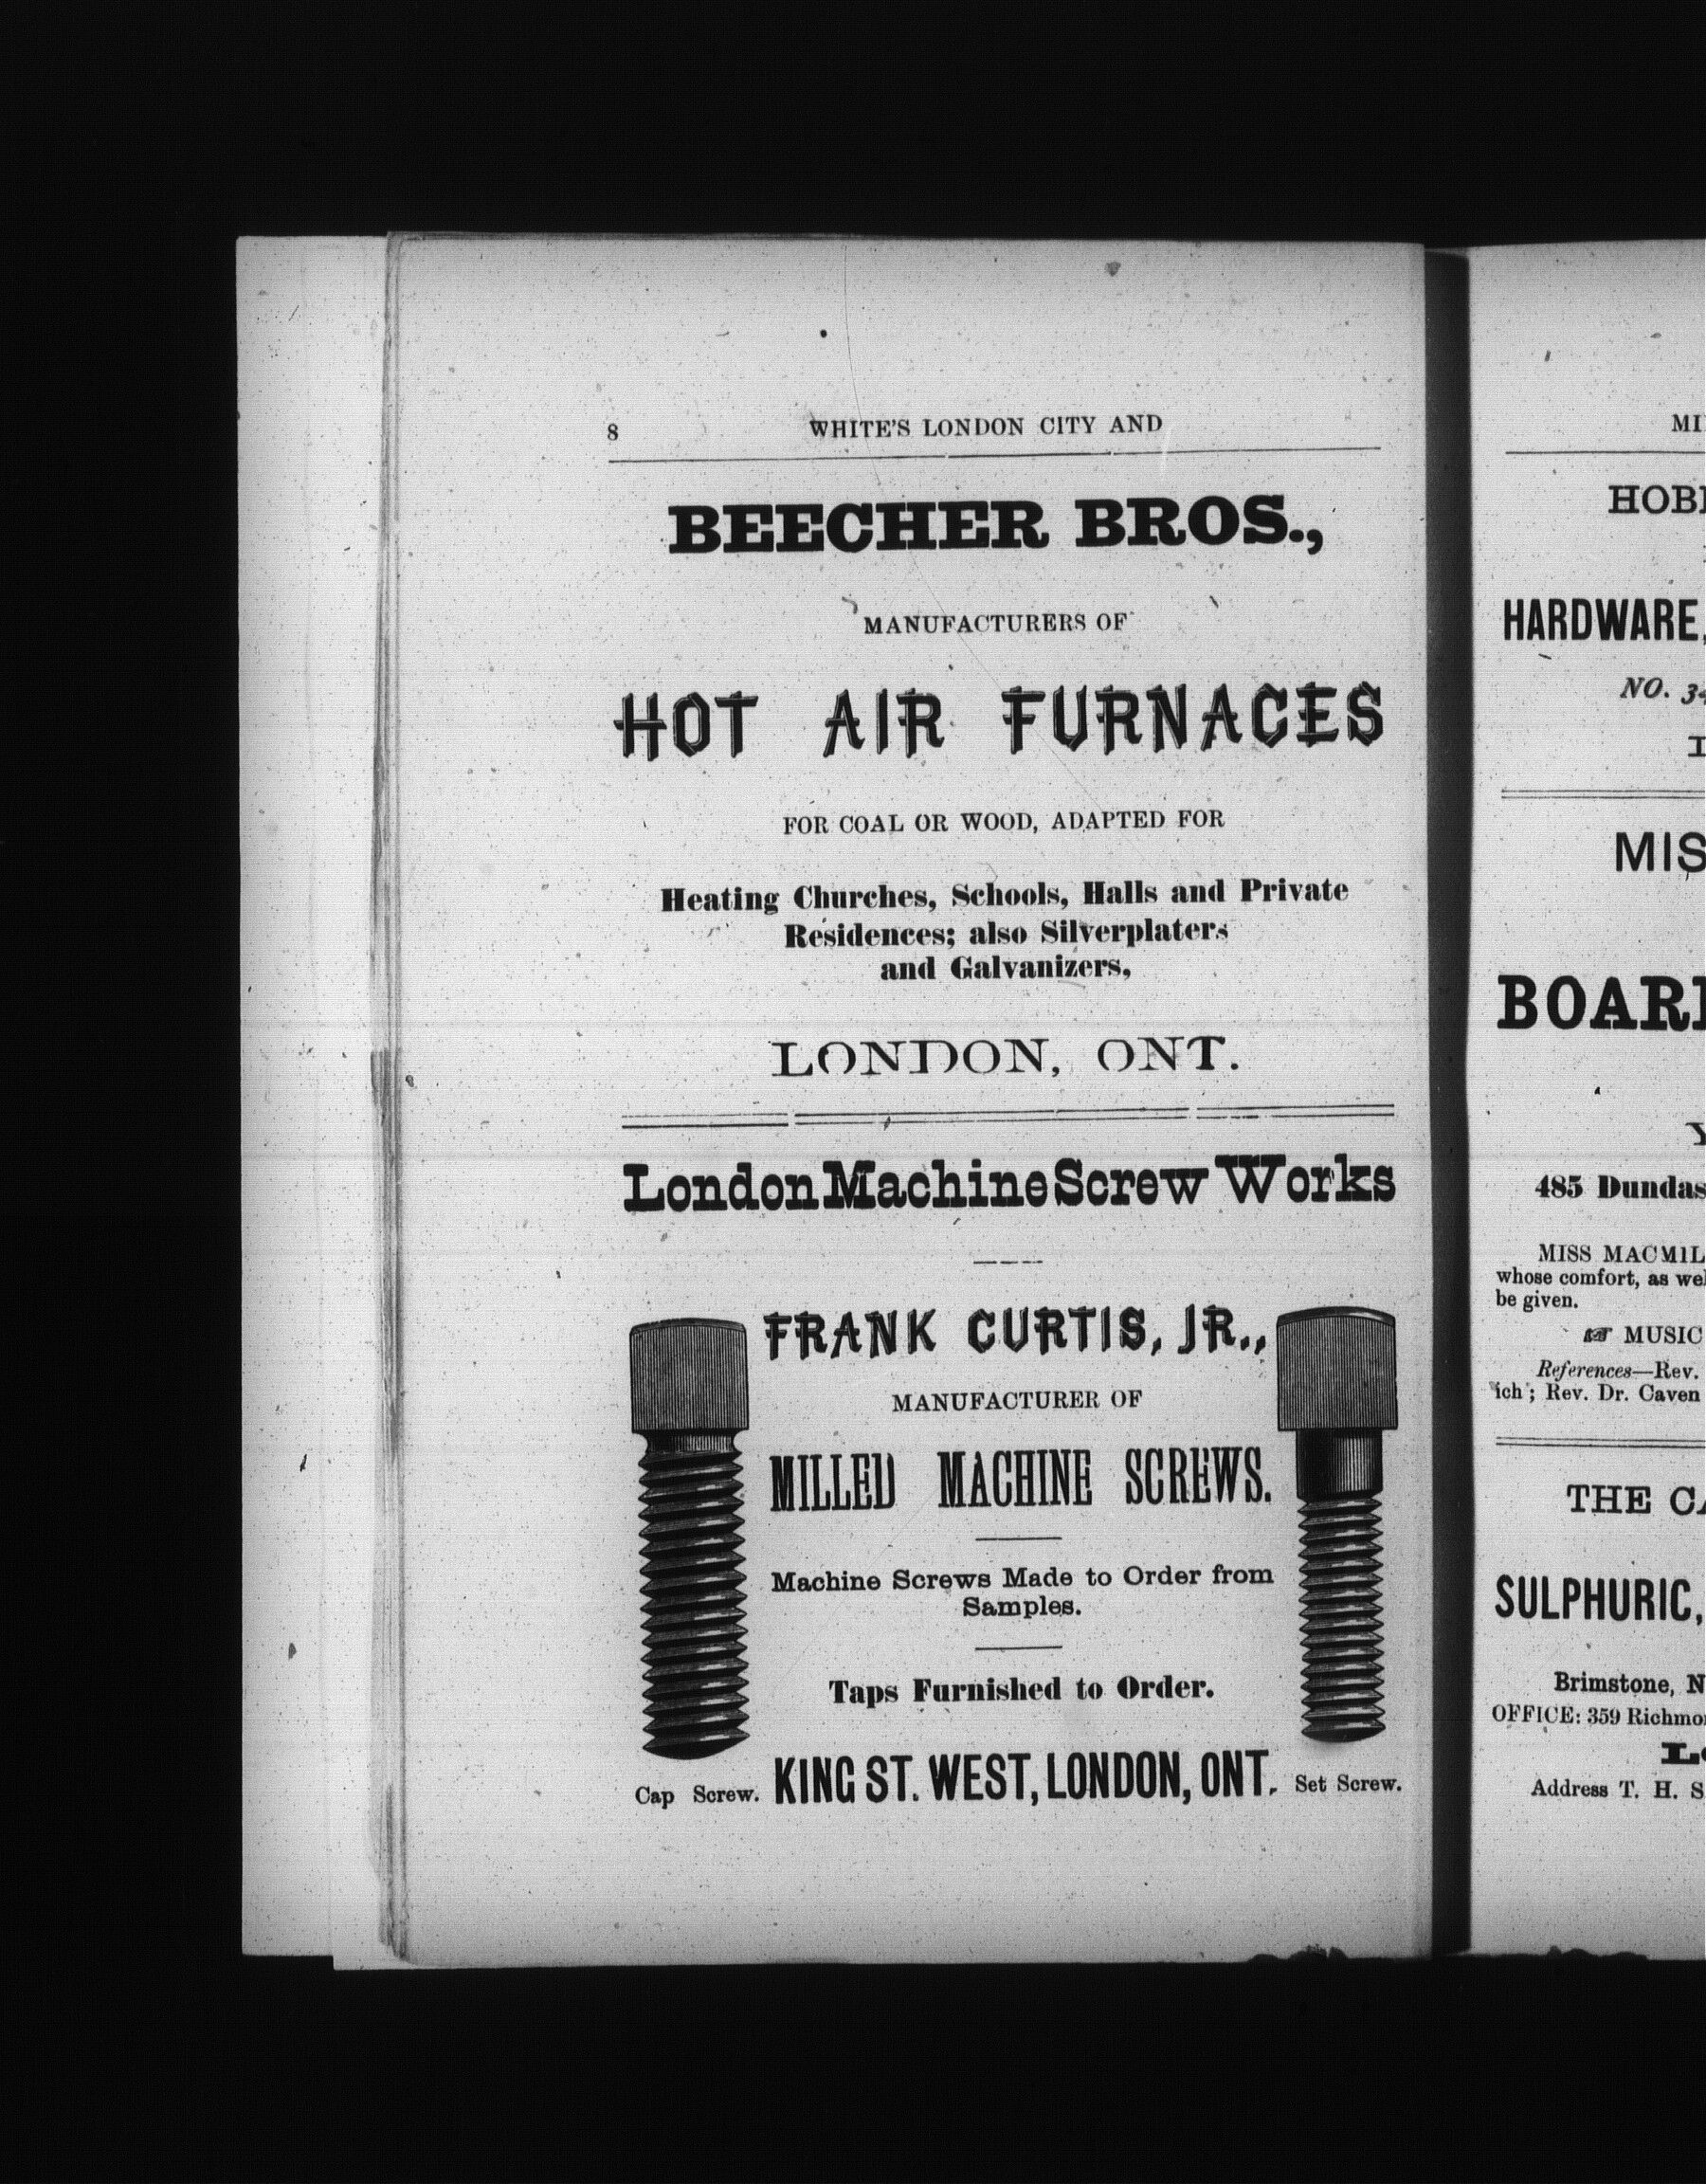 8 WHITE'S LONDON CITY AND
BEECHER BROS.,
MANUFACTURERS OF
HOT AIR FURNACES
FOR COAL OR WOOD, ADAPTED FOR
Heating Churches, Schools, Halls and Private
Residences; also Silverplaters
and Galvanizers,
LONDON, ONT.
London Machine Screw Works
FRANK CURTIS, JR.,
MANUFACTURER OF
MILLED MACHINE SCREWS.
Machine Screws Made to Order from
Samples.
Taps Furnished to Order.
KING ST. WEST, LONDON, ONT.
Cap Screw.
Set Screw.
HARDWARE,
NO.
485 Dundas
MISS
whose comfort, as
be given.
☞ MUSIC
References—Rev.
ich; Rev. Dr. Caven
THE
SULPHURIC,
Brimstone,
OFFICE: 359
Address T. H.